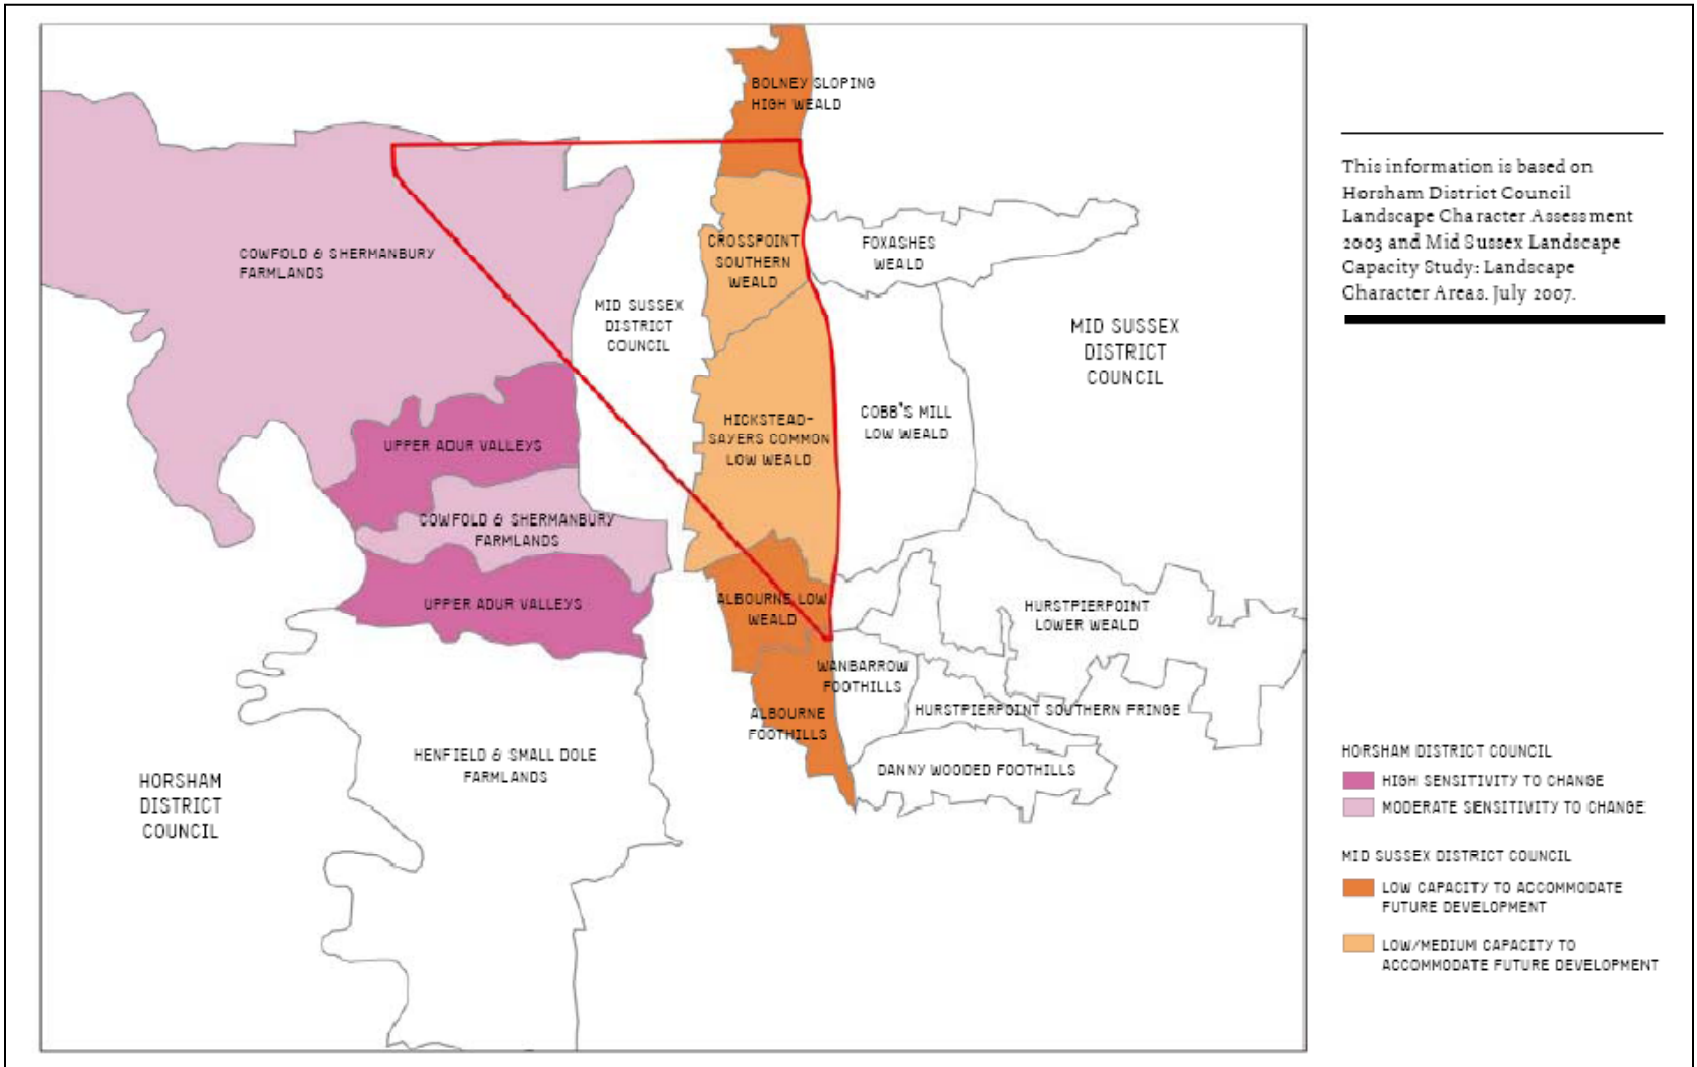 BOLNEY SLOPING
HIGH WEALD
COWFOLD & SHERMANBURY
FARMLANDS
CROSSPOINT
SOUTHERN
WEALD
FOXASHES
WEALD
MID SUSSEX
DISTRICT
COUNCIL
MID SUSSEX
DISTRICT
COUNCIL
HICKSTEAD-
SAYERS COMMON
LOW WEALD
COBB'S MILL
LOW WEALD
UPPER ADUR VALLEYS
COWFOLD & SHERMANBURY
FARMLANDS
UPPER ADUR VALLEYS
ALBOURNE LOW
WEALD
HURSTPIERPOINT
LOWER WEALD
WANBARROW
FOOTHILLS
HURSTPIERPOINT SOUTHERN FRINGE
ALBOURNE
FOOTHILLS
DANNY WOODED FOOTHILLS
HENFIELD & SMALL DOLE
FARMLANDS
HORSHAM
DISTRICT
COUNCIL
This information is based on
Horsham District Council
Landscape Character Assessment
2003 and Mid Sussex Landscape
Capacity Study: Landscape
Character Areas. July 2007.
HORSHAM DISTRICT COUNCIL
HIGH SENSITIVITY TO CHANGE
MODERATE SENSITIVITY TO CHANGE
MID SUSSEX DISTRICT COUNCIL
LOW CAPACITY TO ACCOMMODATE
FUTURE DEVELOPMENT
LOW/MEDIUM CAPACITY TO
ACCOMMODATE FUTURE DEVELOPMENT